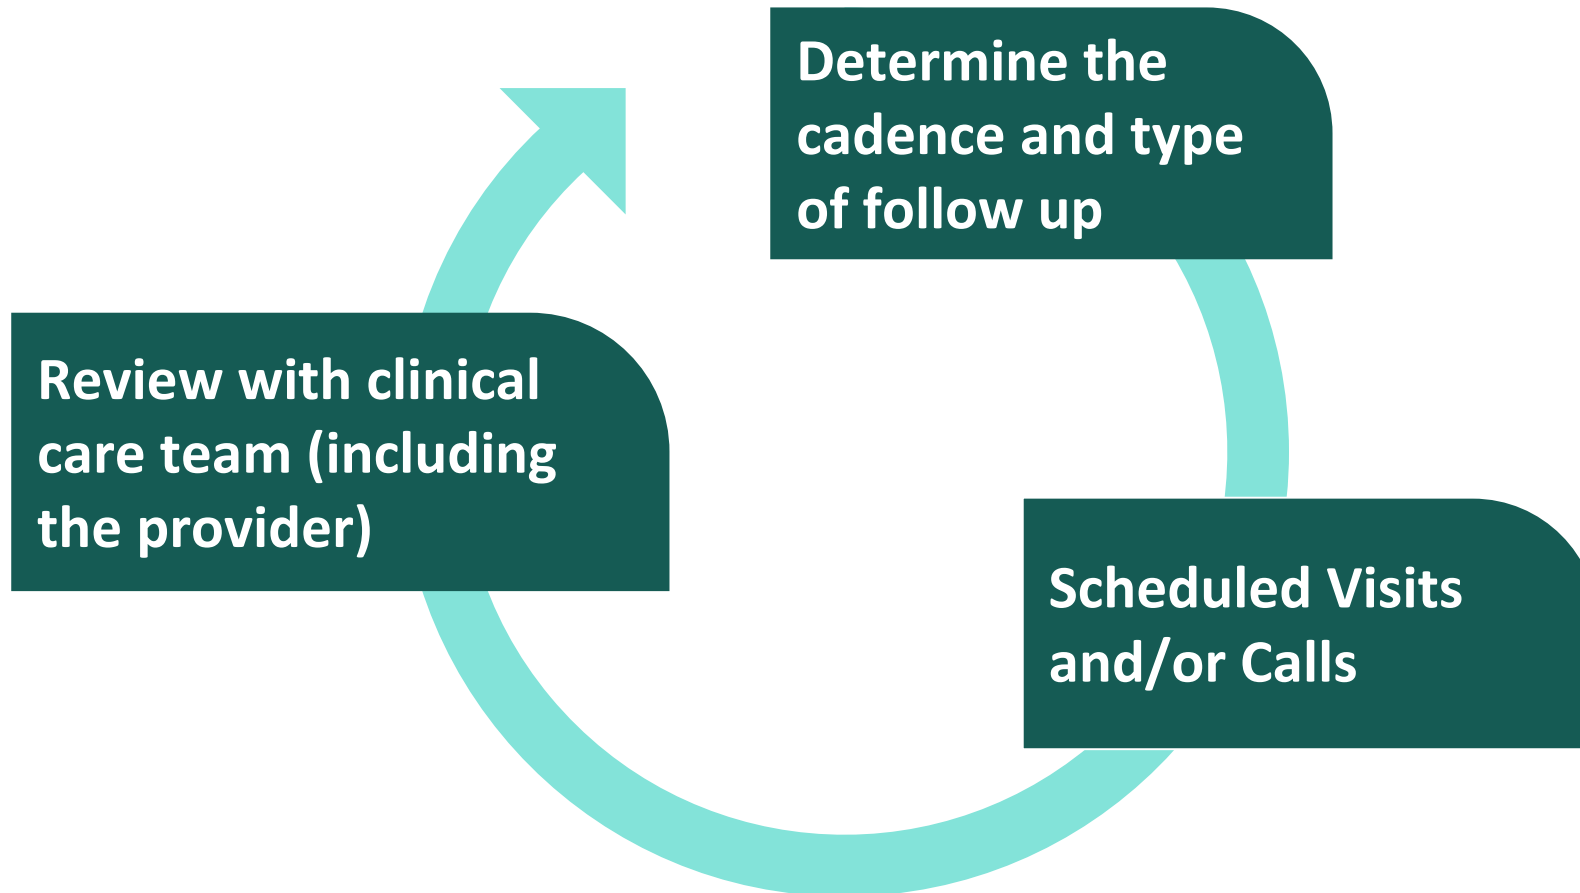 Determine the
cadence and type
of follow up
Review with clinical
care team (including
the provider)
Scheduled Visits
and/or Calls